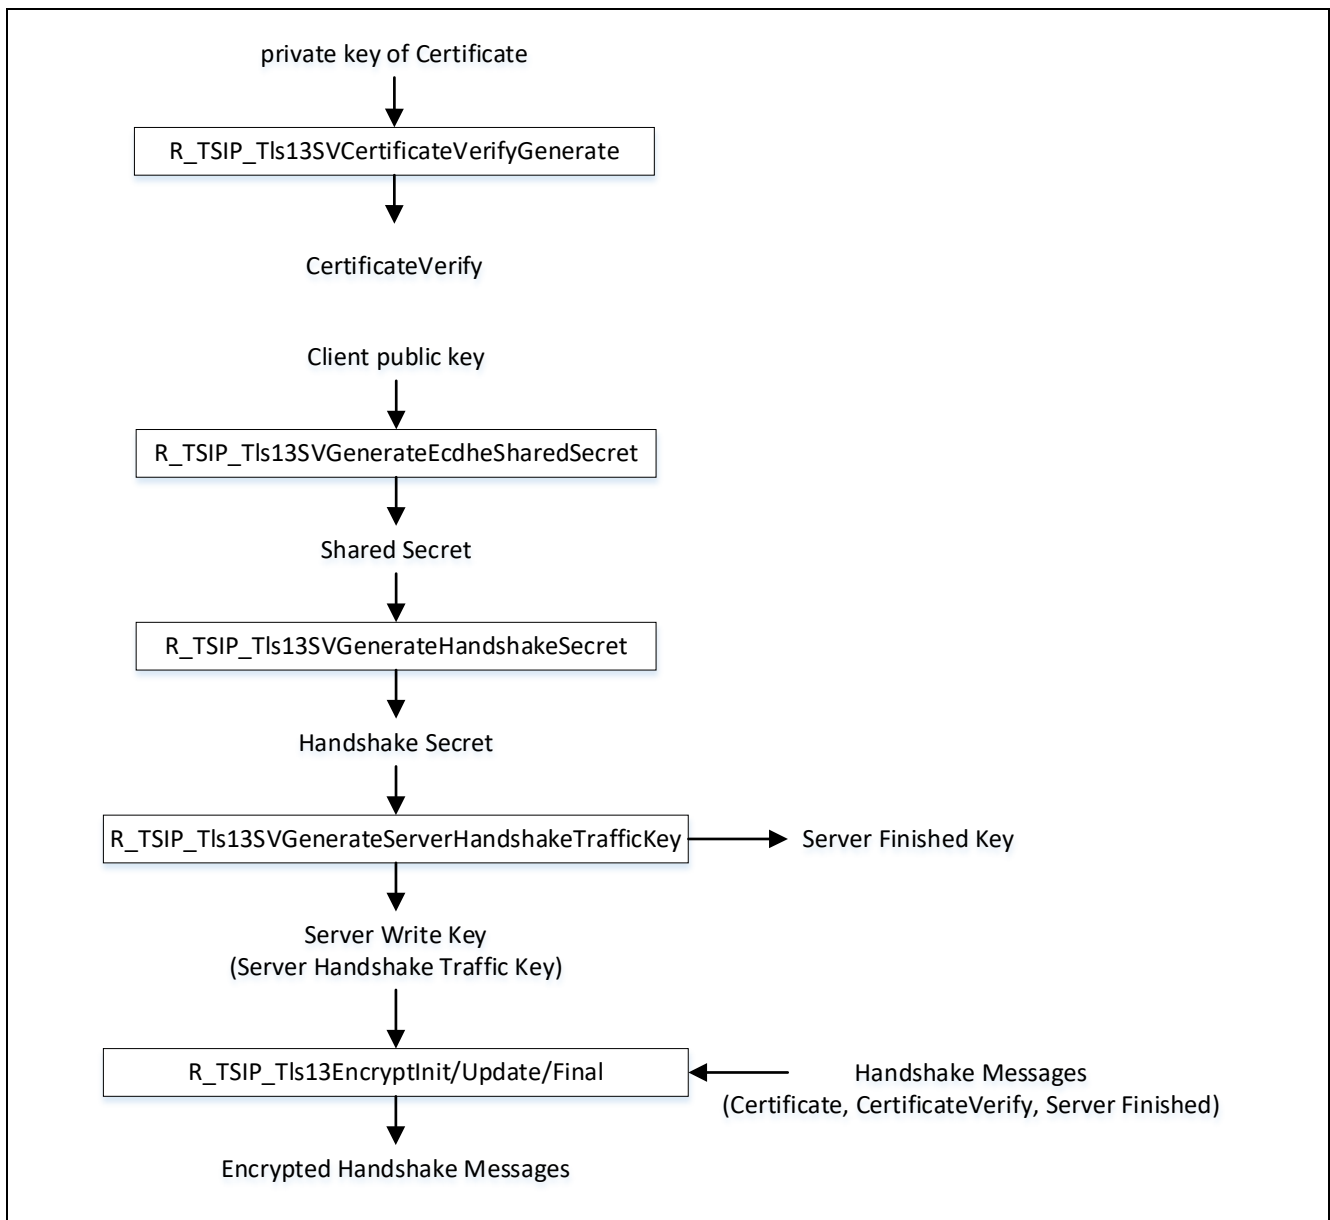 private key of Certificate
R_TSIP_Tls13SVCertificateVerifyGenerate
CertificateVerify
Client public key
R_TSIP_Tls13SVGenerateEcdheSharedSecret
Shared Secret
R_TSIP_Tls13SVGenerateHandshakeSecret
Handshake Secret
R_TSIP_Tls13SVGenerateServerHandshakeTrafficKey
Server Finished Key
Server Write Key
(Server Handshake Traffic Key)
R_TSIP_Tls13EncryptInit/Update/Final
Handshake Messages
(Certificate, CertificateVerify, Server Finished)
Encrypted Handshake Messages